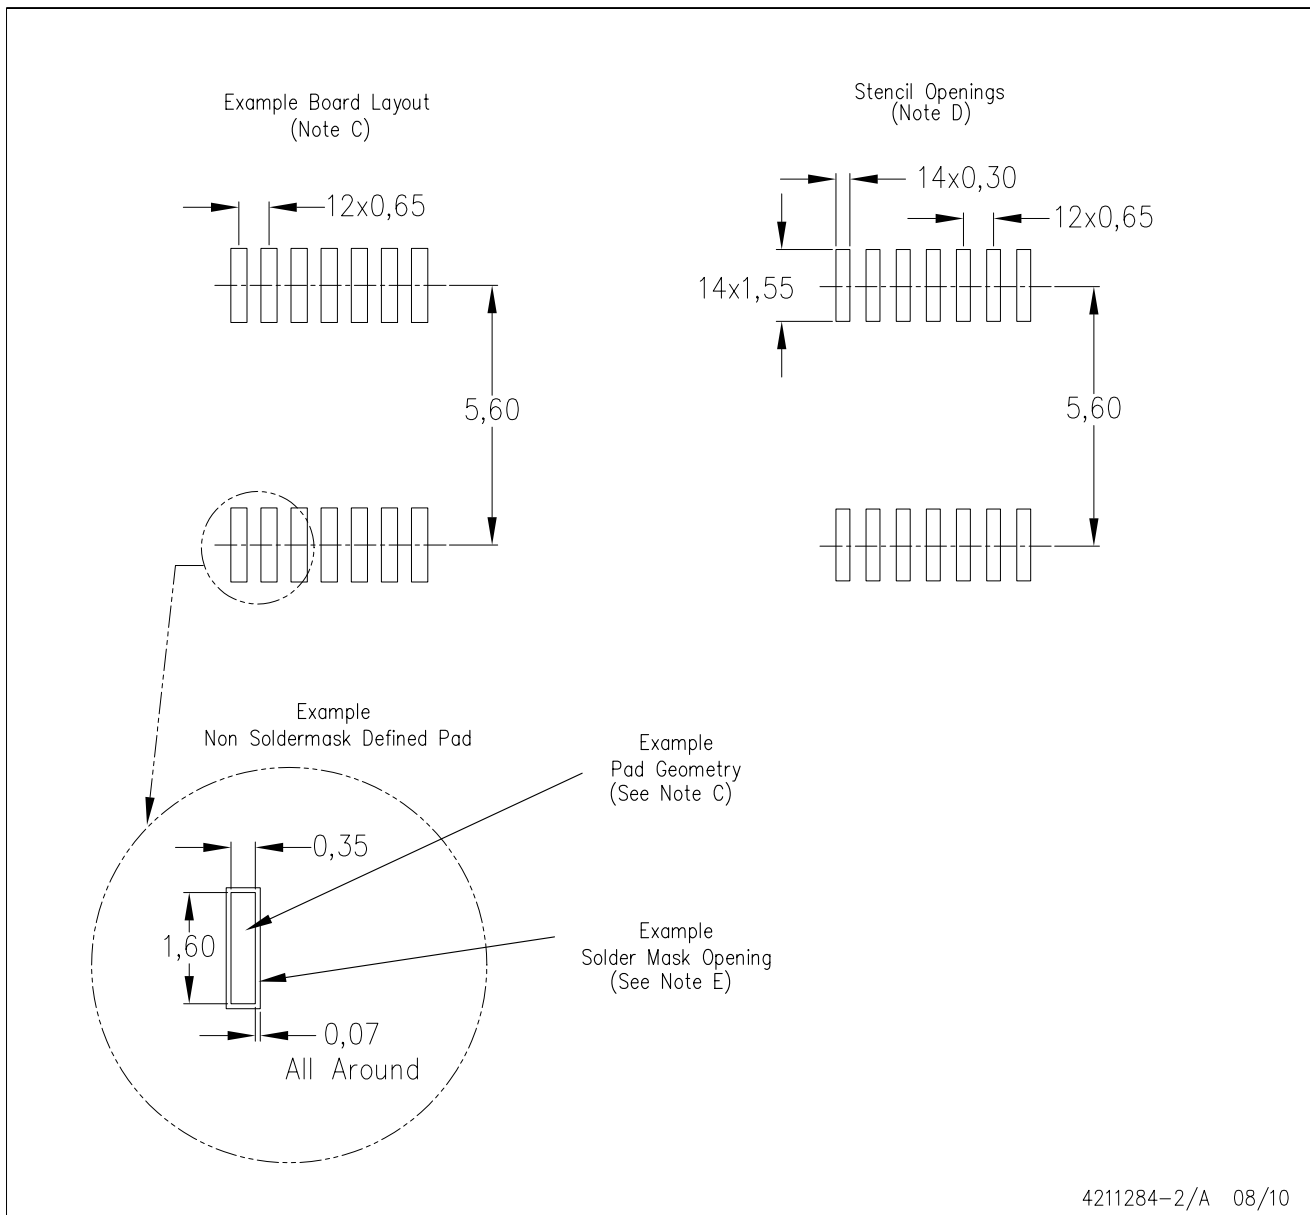 Example Board Layout
(Note C)
12x0,65
5,60
Stencil Openings
(Note D)
14x0,30
12x0,65
14x1,55
5,60
Example
Non Soldermask Defined Pad
0,35
1,60
0,07
All Around
Example
Pad Geometry
(See Note C)
Example
Solder Mask Opening
(See Note E)
4211284-2/A 08/10